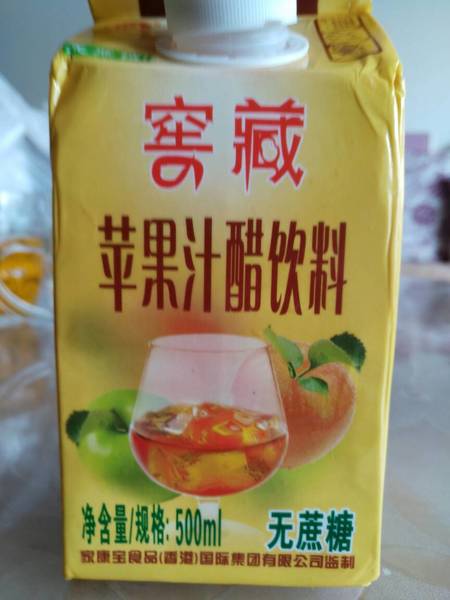 窖藏
苹果汁醋饮料
净含量/规格: 500ml 无蔗糖
家康宝食品(香港)国际集团有限公司监制